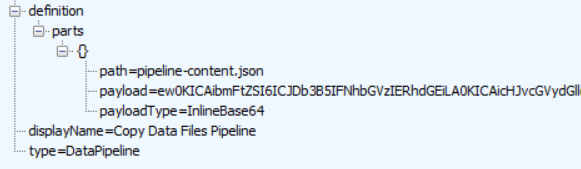 definition
parts
{}
path=pipeline-content.json
payload=ew0KICAibmFtZSI6ICJDb3B5IFNhbGVzIERhdGEiLA0KICAicHJvcGVydGll
payloadType=InlineBase64
displayName=Copy Data Files Pipeline
type=DataPipeline